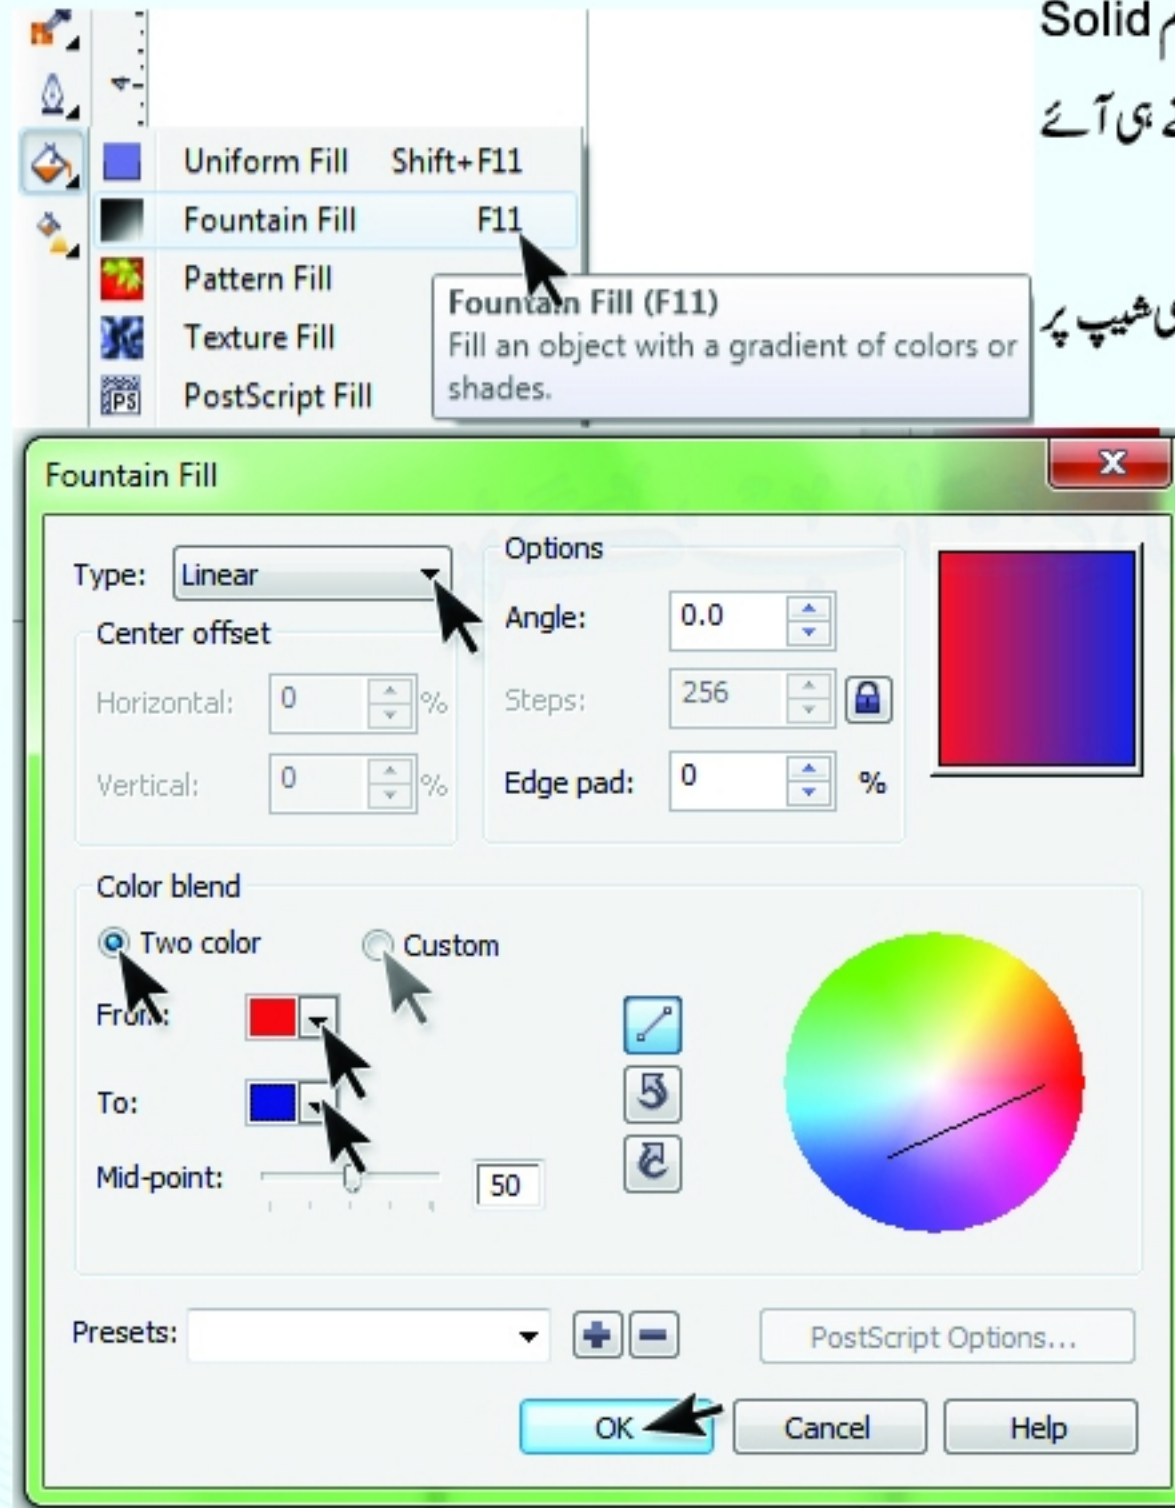 Solid
ہی آئے
شیپ پر
4
Uniform Fill Shift+F11
Fountain Fill F11
Pattern Fill
Texture Fill
PS PostScript Fill
Fountain Fill (F11)
Fill an object with a gradient of colors or
shades.
Fountain Fill
Type: Linear
Options
Angle: 0.0
Center offset
Horizontal: 0 %
Steps: 256
Vertical: 0 %
Edge pad: 0 %
Color blend
Two color Custom
From:
To:
Mid-point: 50
Presets:
PostScript Options...
OK Cancel Help